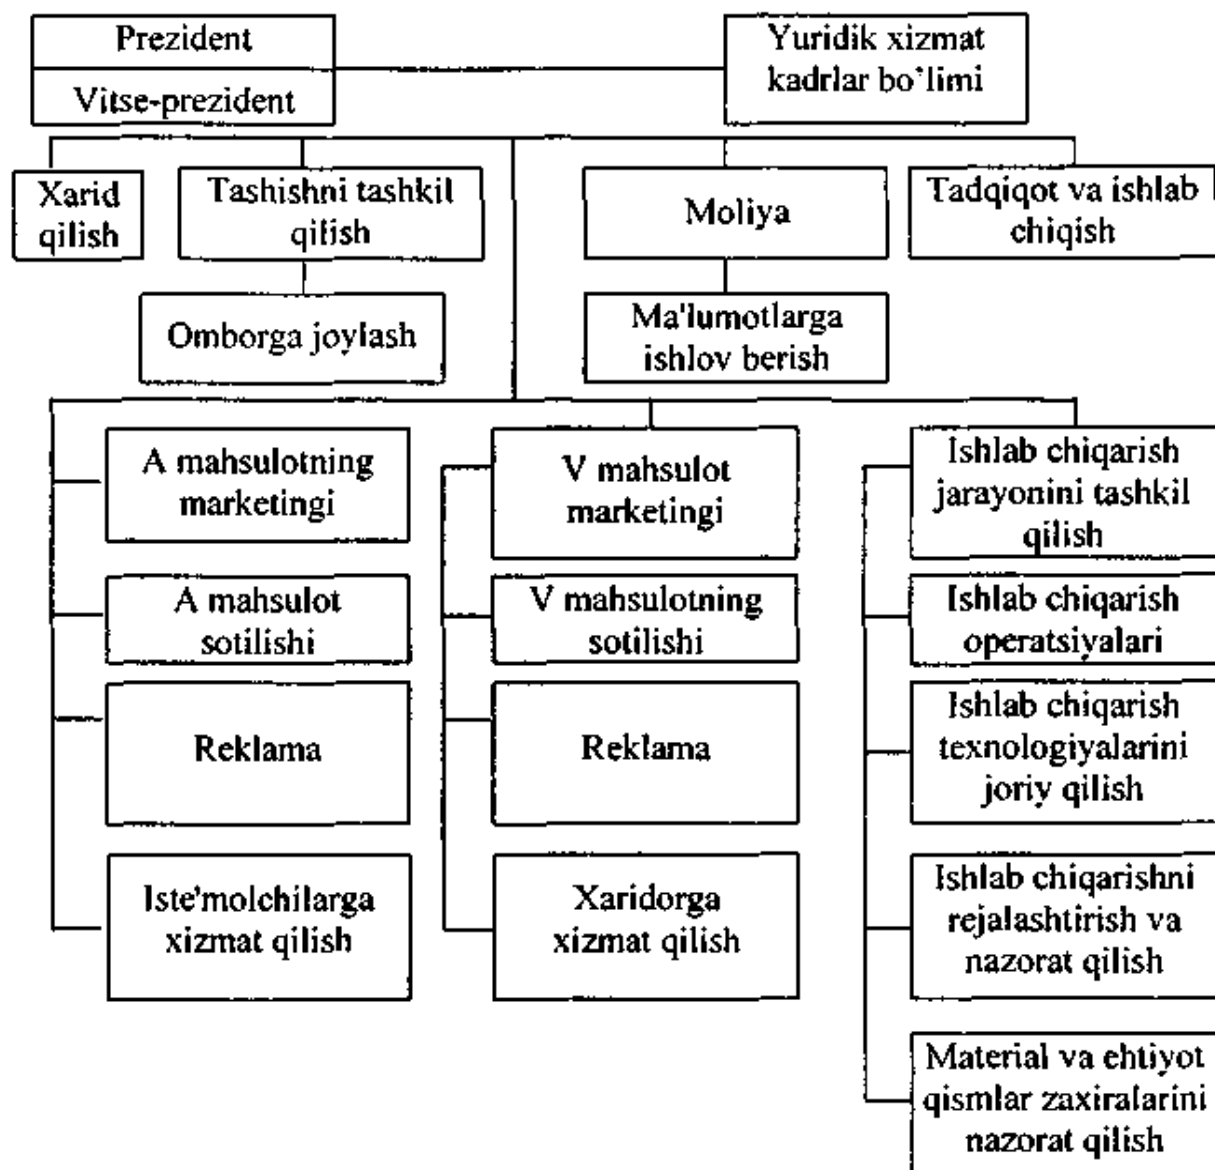 Prezident
Vitse-prezident
Yuridik xizmat
kadrlar bo'limi
Xarid
qilish
Tashishni tashkil
qilish
Moliya
Tadqiqot va ishlab
chiqish
Omborga joylash
Ma'lumotlarga
ishlov berish
A mahsulotning
marketingi
V mahsulot
marketingi
Ishlab chiqarish
jarayonini tashkil
qilish
A mahsulot
sotilishi
V mahsulotning
sotilishi
Ishlab chiqarish
operatsiyalari
Reklama
Reklama
Ishlab chiqarish
texnologiyalarini
joriy qilish
Iste'molchilarga
xizmat qilish
Xaridorga
xizmat qilish
Ishlab chiqarishni
rejalashtirish va
nazorat qilish
Material va ehtiyot
qismlar zaxiralarini
nazorat qilish